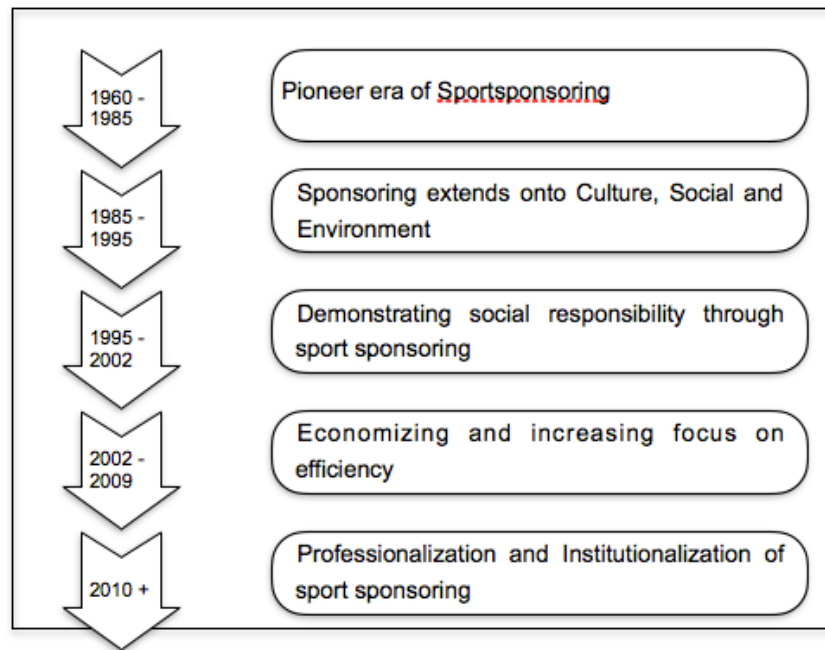 1960 -
1985
Pioneer era of Sportsponsoring
1985 -
1995
Sponsoring extends onto Culture, Social and
Environment
1995 -
2002
Demonstrating social responsibility through
sport sponsoring
2002 -
2009
Economizing and increasing focus on
efficiency
2010 +
Professionalization and Institutionalization of
sport sponsoring